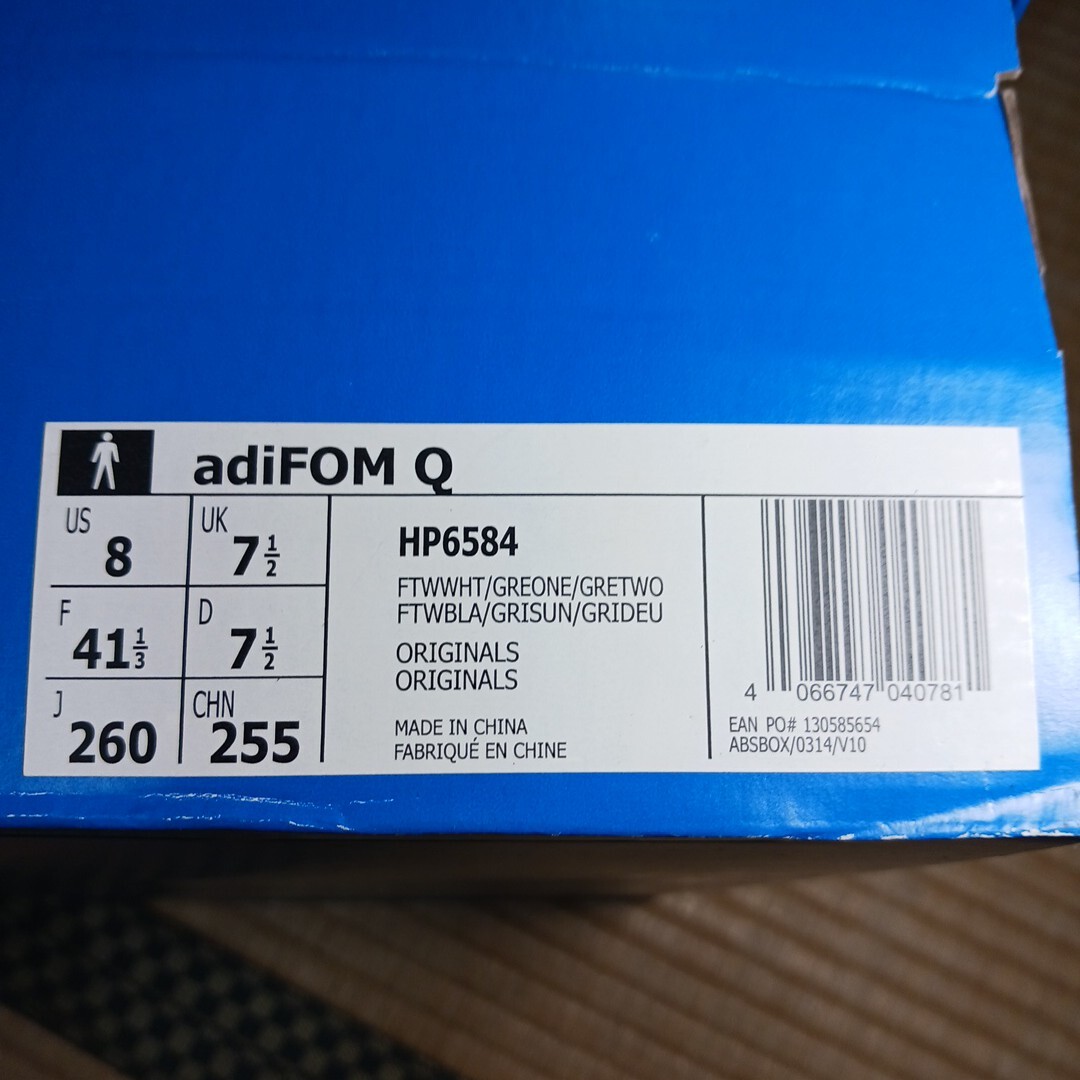 adiFOM Q
US 8
UK 7 1/2
F 41 1/3
D 7 1/2
J 260
CHN 255
HP6584
FTWWHT/GREONE/GRETWO
FTWBLA/GRISUN/GRIDEU
ORIGINALS
ORIGINALS
MADE IN CHINA
FABRIQUÉ EN CHINE
4 066747 040781
EAN PO# 130585654
ABSBOX/0314/V10